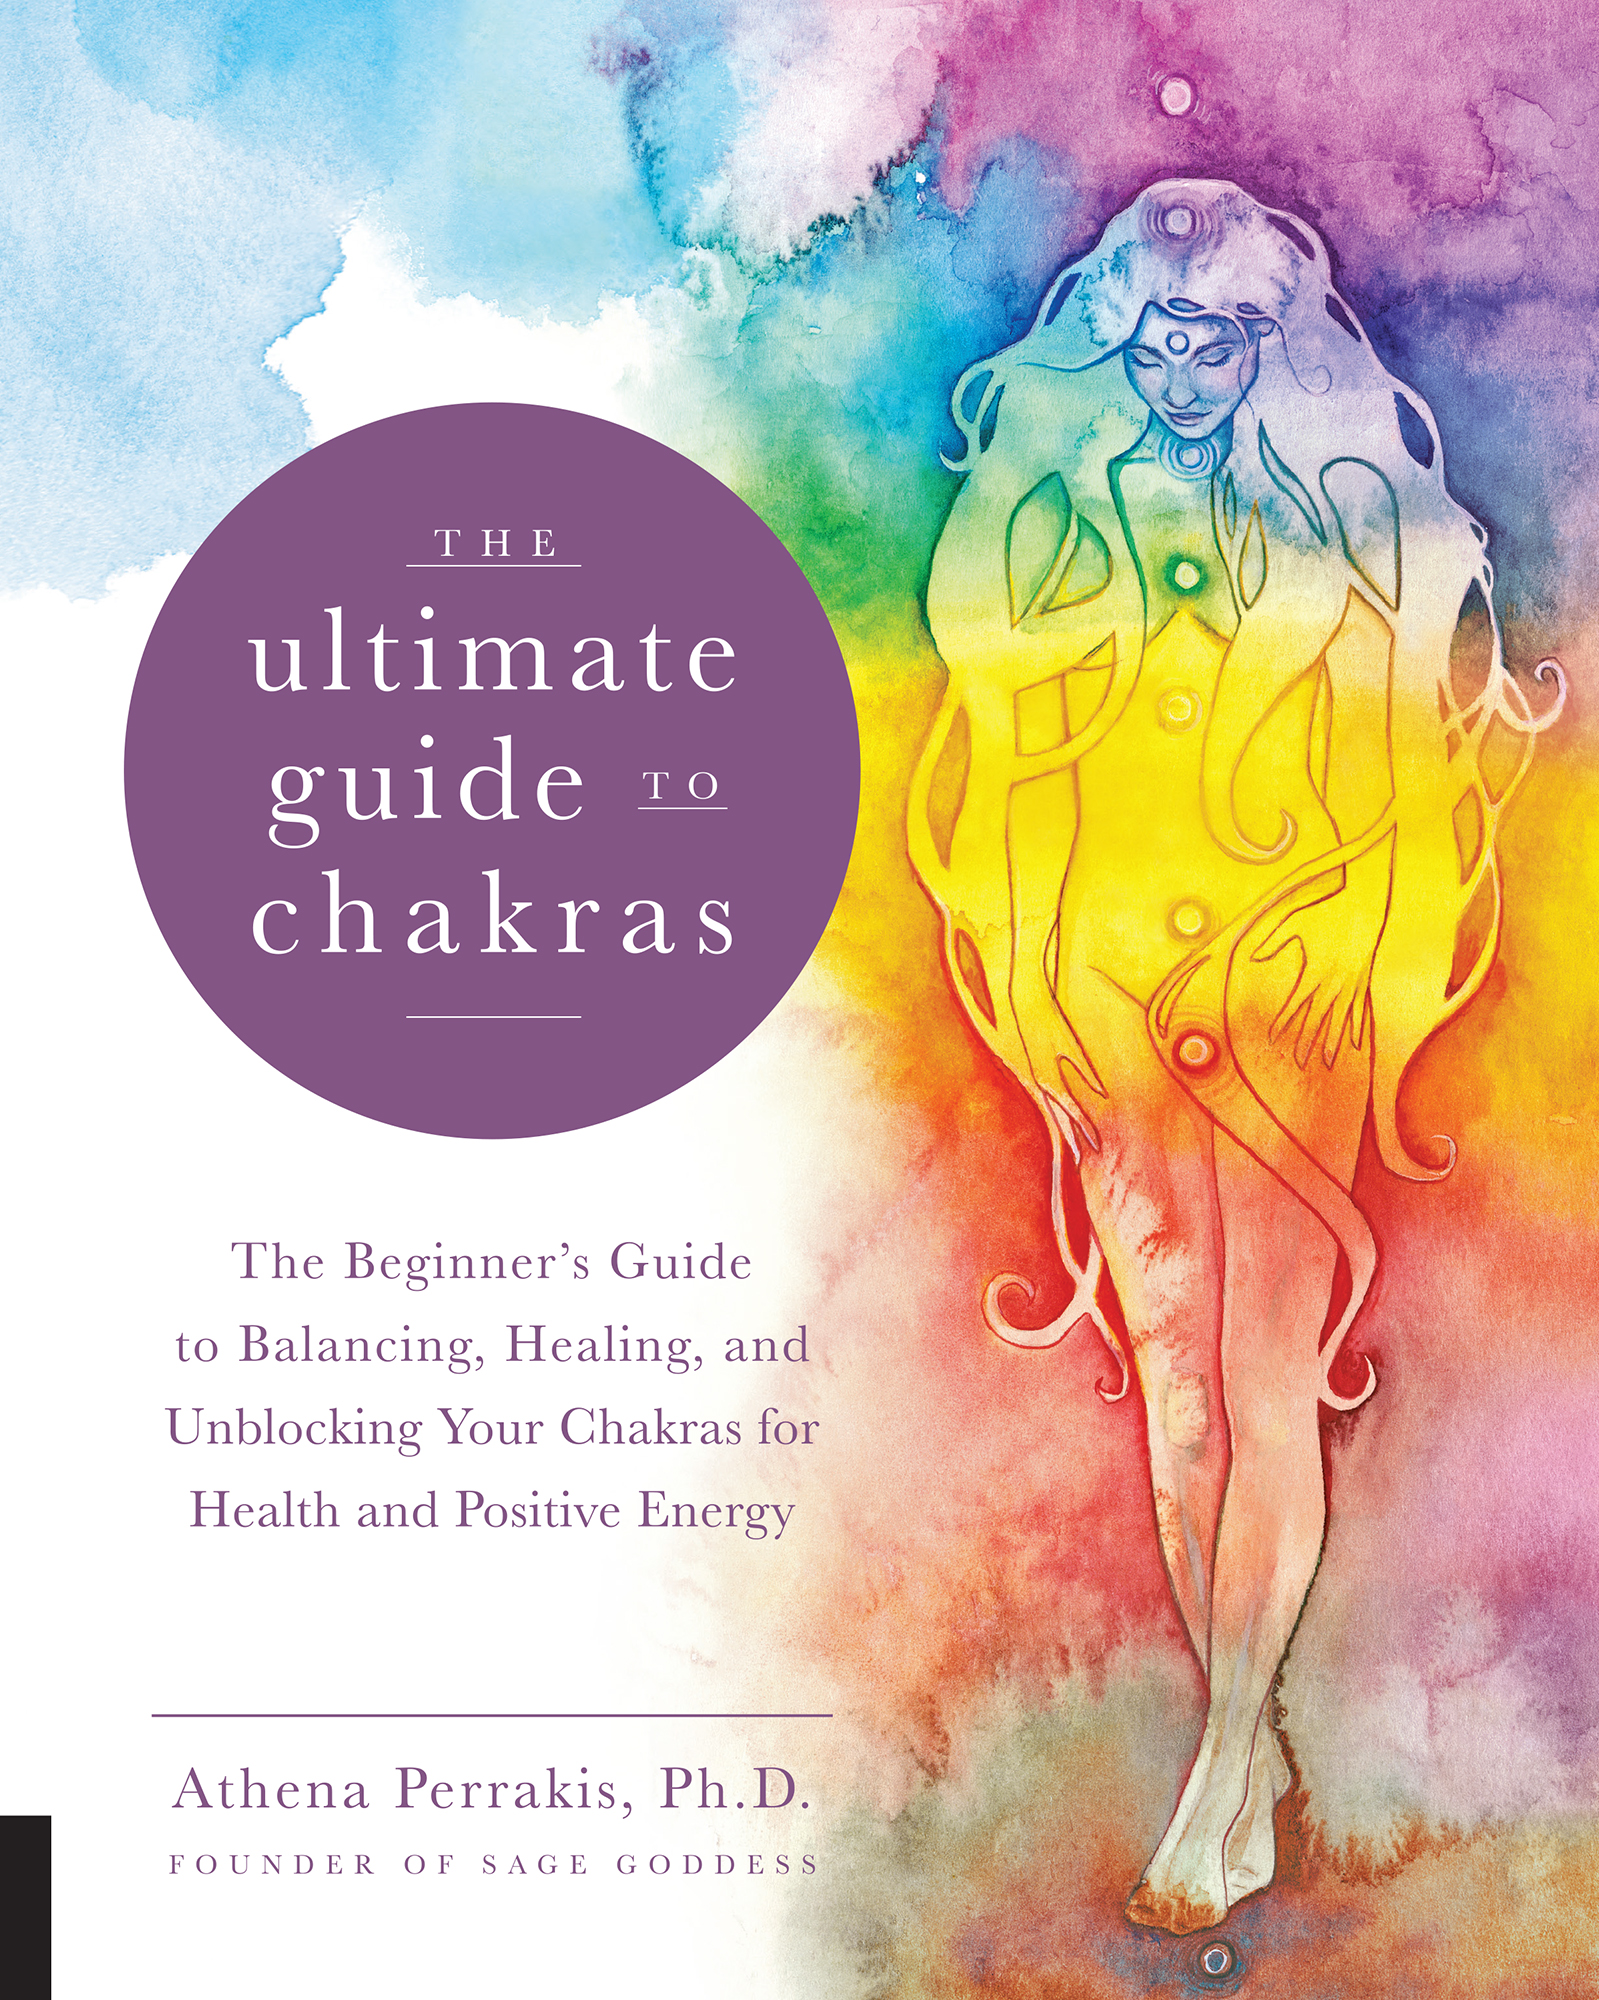 THE
ultimate
guide TO
chakras
The Beginner’s Guide
to Balancing, Healing, and
Unblocking Your Chakras for
Health and Positive Energy
Athena Perrakis, Ph.D.
FOUNDER OF SAGE GODDESS